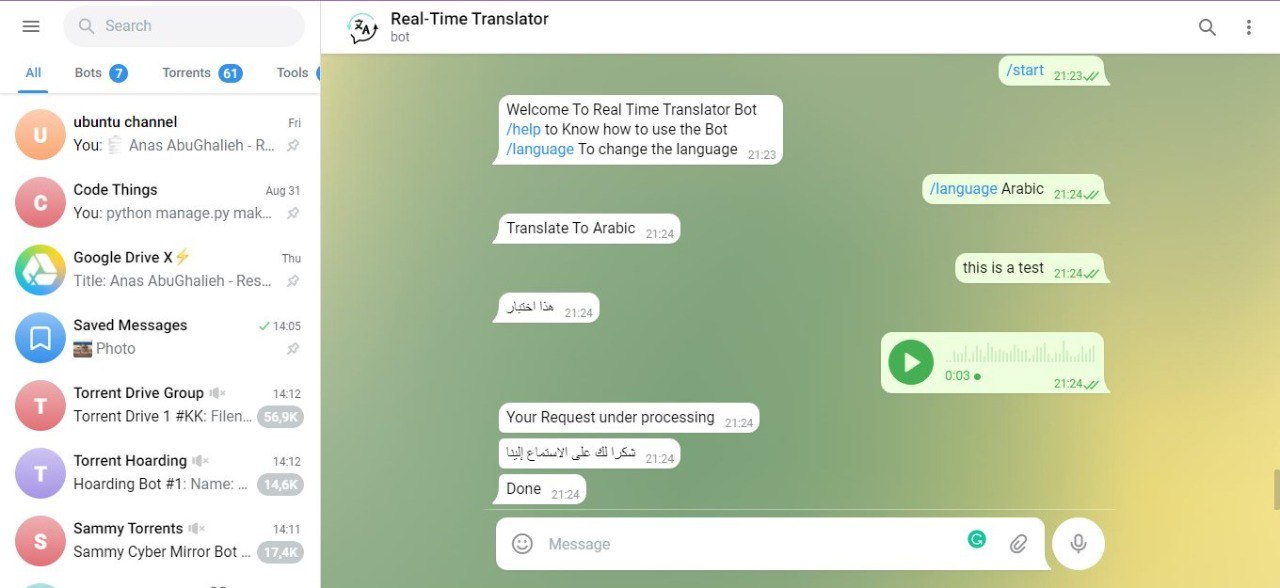 Search
All
Bots 7
Torrents 61
Tools
U
ubuntu channel
Fri
You: Anas AbuGhalieh - R...
C
Code Things
Aug 31
You: python manage.py mak...
Google Drive X⚡
Thu
Title: Anas AbuGhalieh - Res...
Saved Messages
14:05
Photo
T
Torrent Drive Group
14:12
Torrent Drive 1 #KK: Filen...
56,9K
T
Torrent Hoarding
14:12
Hoarding Bot #1: Name: ...
14,6K
S
Sammy Torrents
14:11
Sammy Cyber Mirror Bot ...
17,4K
Real-Time Translator
bot
/start 21:23
Welcome To Real Time Translator Bot
/help to Know how to use the Bot
/language To change the language 21:23
/language Arabic 21:24
Translate To Arabic 21:24
this is a test 21:24
هذا اختبار 21:24
0:03
21:24
Your Request under processing 21:24
شكرا لك على الاستماع إلينا 21:24
Done 21:24
Message